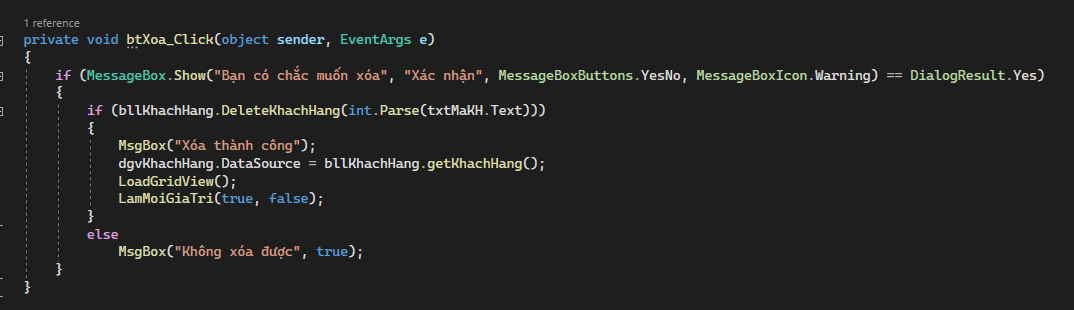 1 reference
private void btXoa_Click(object sender, EventArgs e)
{
if (MessageBox.Show("Bạn có chắc muốn xóa", "Xác nhận", MessageBoxButtons.YesNo, MessageBoxIcon.Warning) == DialogResult.Yes)
{
if (bllKhachHang.DeleteKhachHang(int.Parse(txtMaKH.Text)))
{
MsgBox("Xóa thành công");
dgvKhachHang.DataSource = bllKhachHang.getKhachHang();
LoadGridView();
LamMoiGiaTri(true, false);
}
else
MsgBox("Không xóa được", true);
}
}